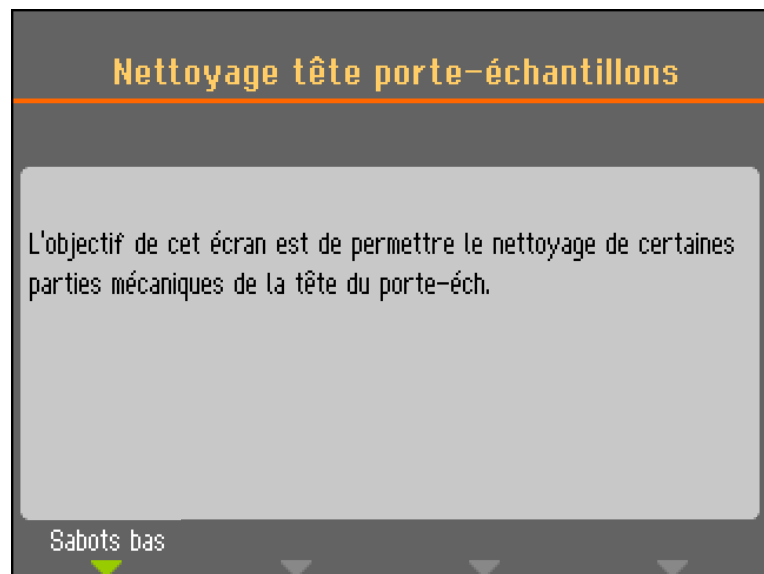 Nettoyage tête porte-échantillons
L'objectif de cet écran est de permettre le nettoyage de certaines
parties mécaniques de la tête du porte-éch.
Sabots bas